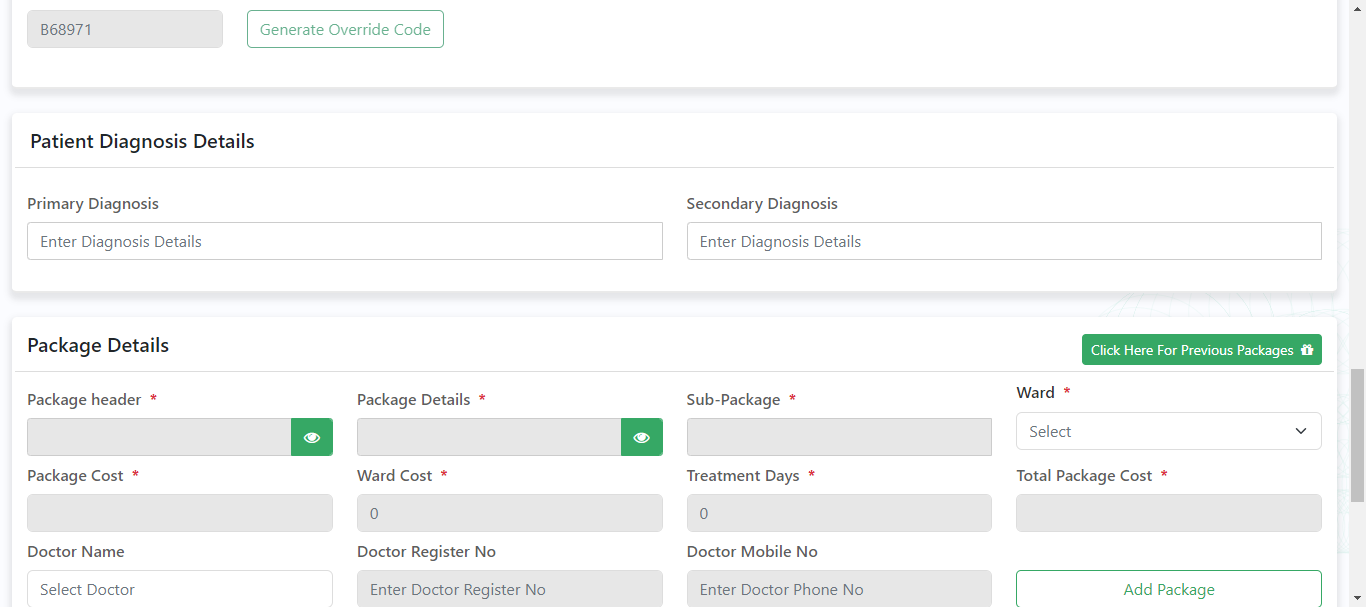 B68971 Generate Override Code
Patient Diagnosis Details
Primary Diagnosis Secondary Diagnosis
Enter Diagnosis Details Enter Diagnosis Details
Package Details Click Here For Previous Packages
Package header * Package Details * Sub-Package * Ward *
Select
Package Cost * Ward Cost * Treatment Days * Total Package Cost *
0 0
Doctor Name Doctor Register No Doctor Mobile No
Select Doctor Enter Doctor Register No Enter Doctor Phone No Add Package